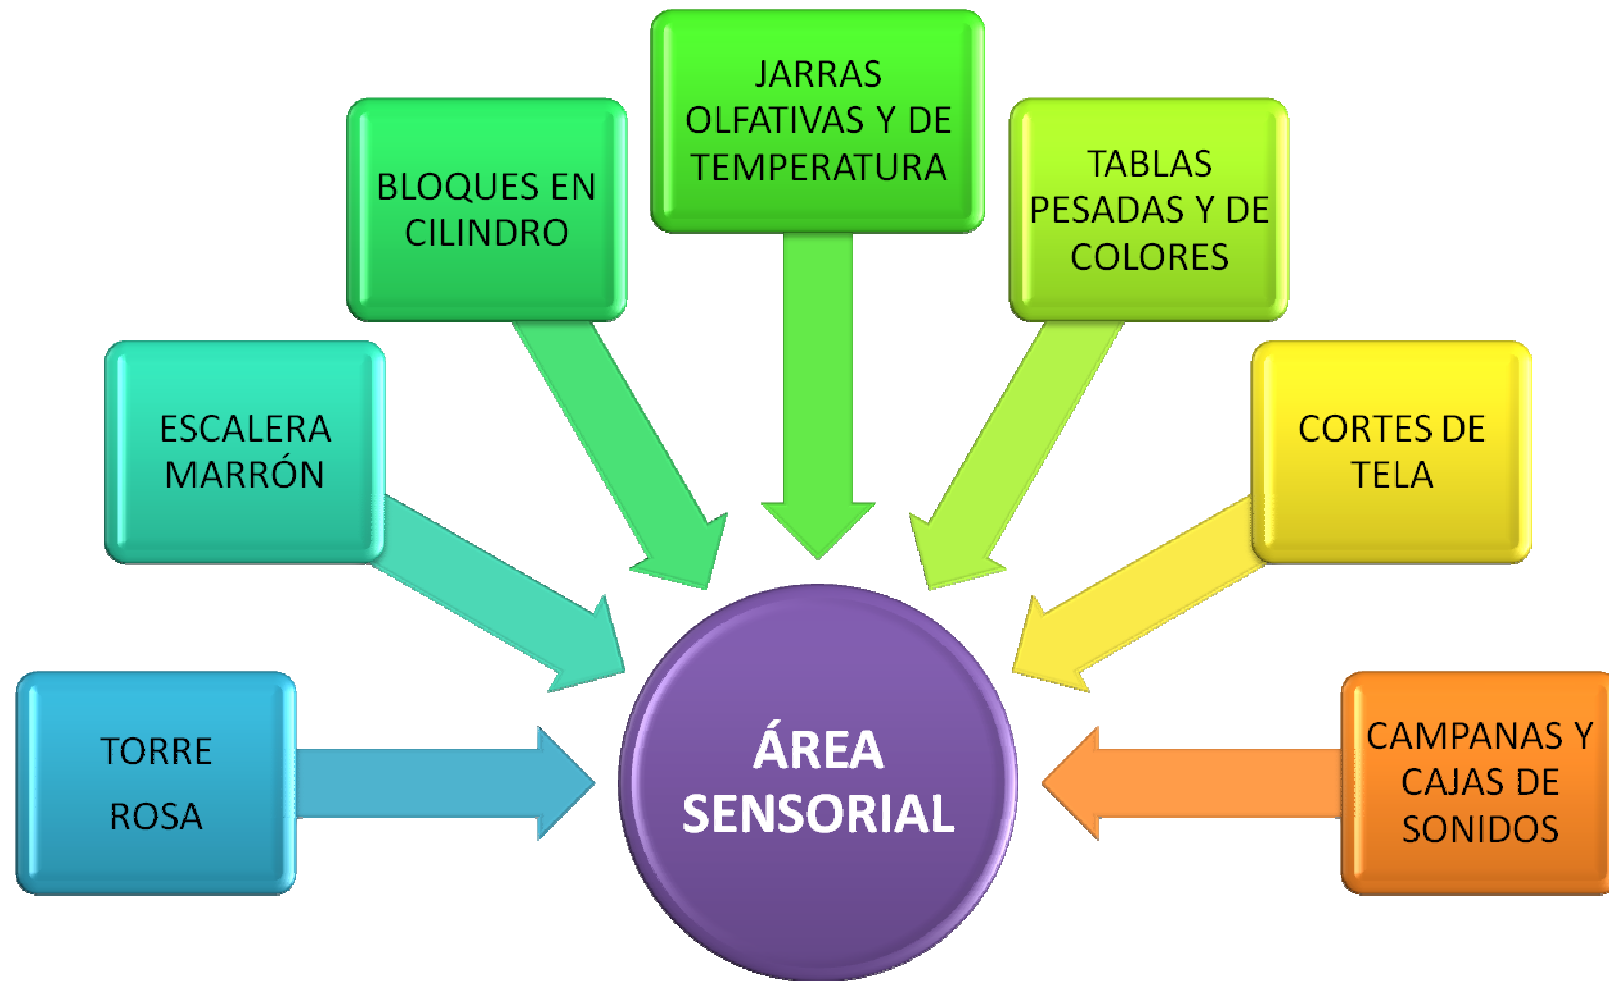 JARRAS
OLFATIVAS Y DE
TEMPERATURA
BLOQUES EN
CILINDRO
TABLAS
PESADAS Y DE
COLORES
ESCALERA
MARRÓN
CORTES DE
TELA
TORRE
ROSA
ÁREA
SENSORIAL
CAMPANAS Y
CAJAS DE
SONIDOS